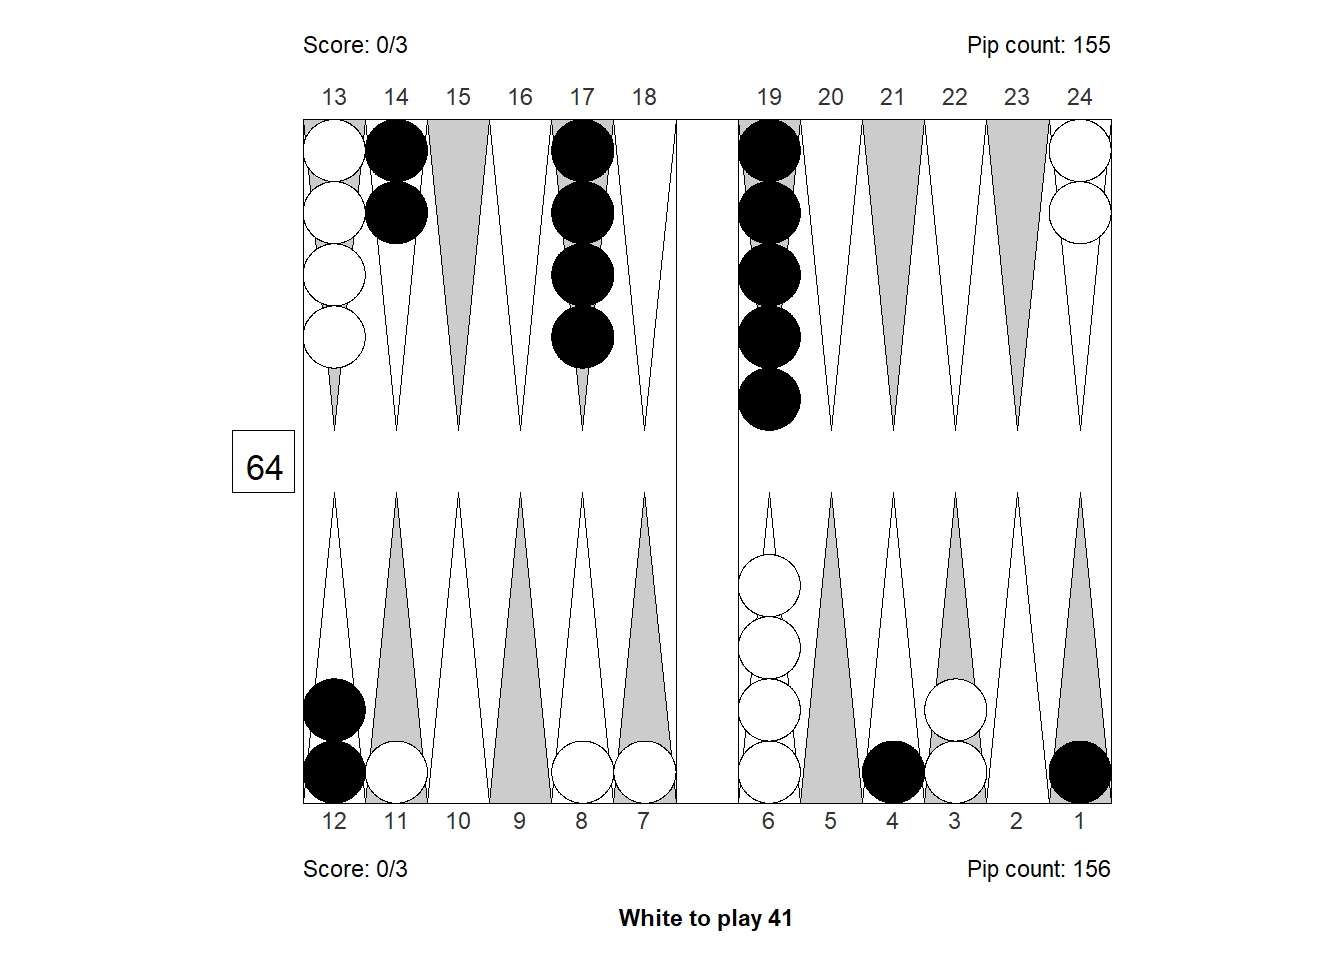 Score: 0/3 Pip count: 155
13 14 15 16 17 18 19 20 21 22 23 24
64
12 11 10 9 8 7 6 5 4 3 2 1
Score: 0/3 Pip count: 156
White to play 41